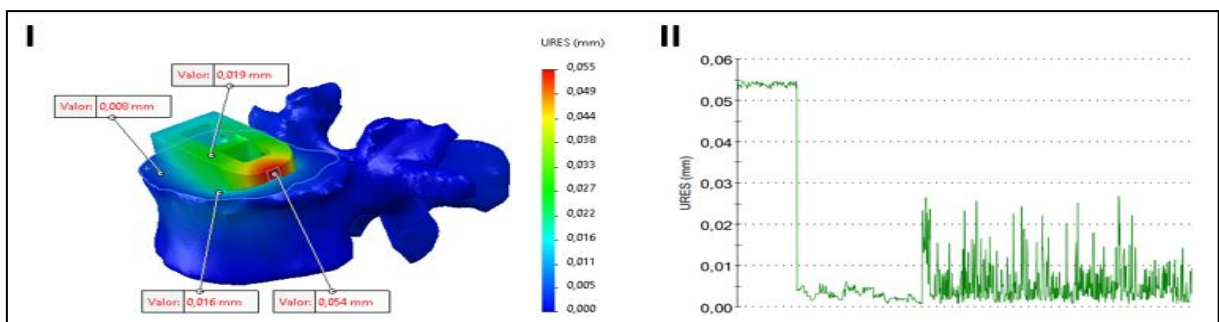 I
URES (mm)
0,055
0,049
0,044
0,038
0,033
0,027
0,022
0,016
0,011
0,005
0,000
Valor: 0,019 mm
Valor: 0,008 mm
Valor: 0,016 mm
Valor: 0,054 mm
II
URES (mm)
0,06
0,05
0,04
0,03
0,02
0,01
0,00